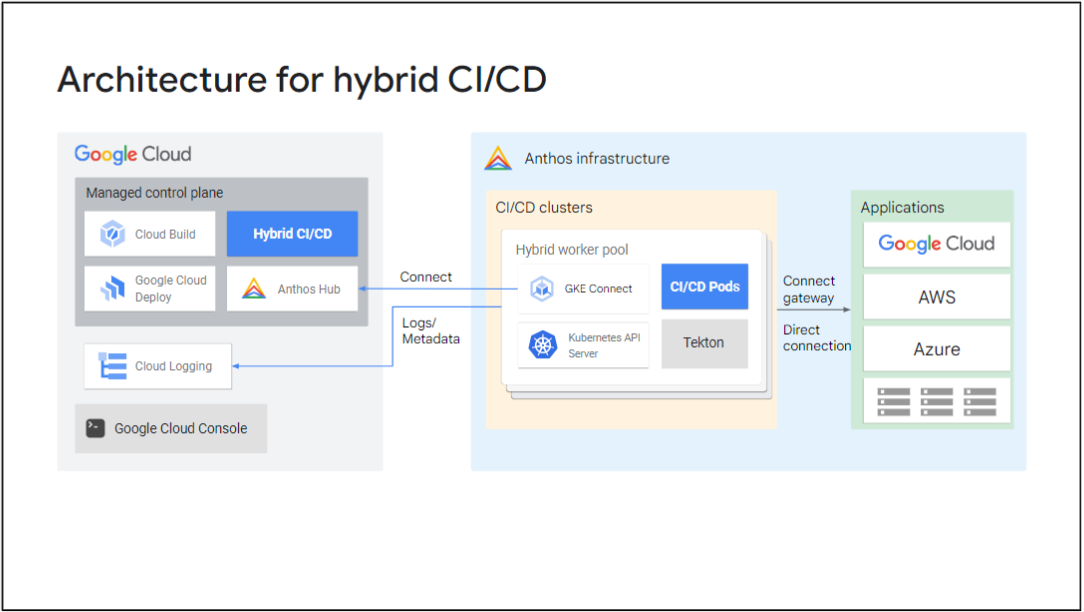 Architecture for hybrid CI/CD
Google Cloud
Managed control plane
Cloud Build
Hybrid CI/CD
Google Cloud
Deploy
Anthos Hub
Cloud Logging
Google Cloud Console
Connect
Logs/
Metadata
Anthos infrastructure
CI/CD clusters
Hybrid worker pool
GKE Connect
CI/CD Pods
Kubernetes API
Server
Tekton
Connect
gateway
Direct
connection
Applications
Google Cloud
AWS
Azure